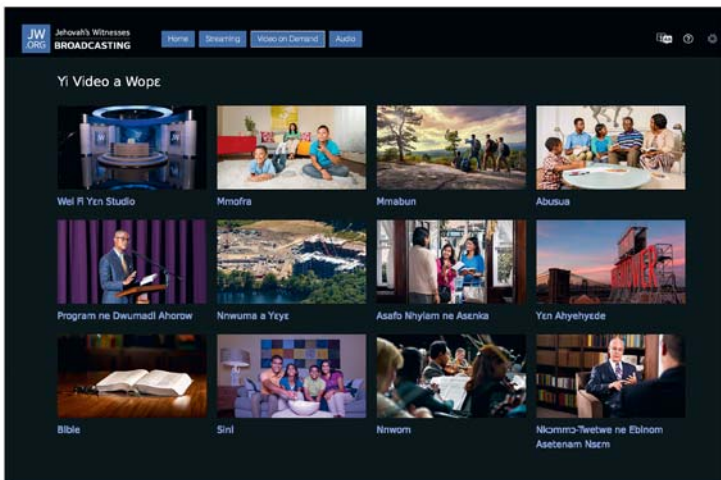 JW
.ORG
Jehovah's Witnesses
BROADCASTING
Home
Streaming
Video on Demand
Audio
Yi Video a Wopɛ
Wei Fi Yɛn Studio
Mmofra
Mmabun
Abusua
Program ne Dwumadi Ahorow
Nnwuma a Yɛyɛ
Asafo Nhyiam ne Asɛnka
Yɛn Ahyehyɛde
Bible
Sini
Nnwom
Nkɔmmɔ-Twetwe ne Ebinom
Asetenam Nsɛm